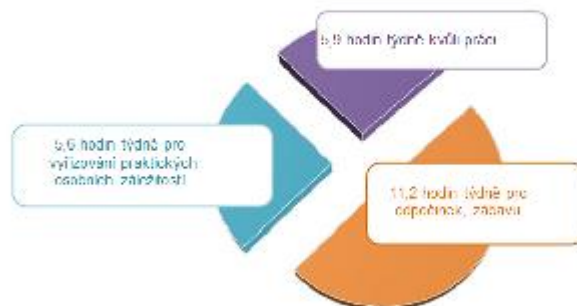 5,9 hodin týdně kvůli práci
5,6 hodin týdně pro
vyřizování praktických
osobních záležitostí
11,2 hodin týdně pro
odpočinek, zábavu